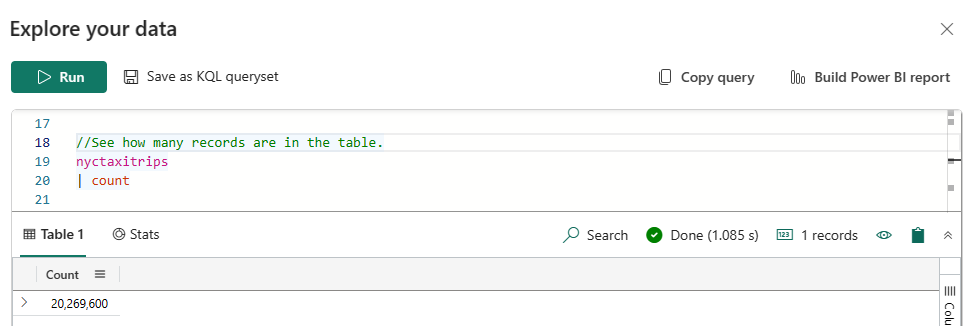 Explore your data
Run
Save as KQL queryset
Copy query
Build Power BI report
17
18 //See how many records are in the table.
19 nyctaxitrips
20 | count
21
Table 1
Stats
Search
Done (1.085 s)
123 1 records
Count
20,269,600
Colu